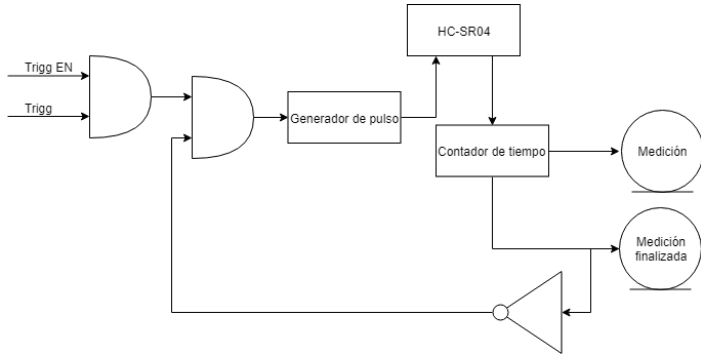 HC-SR04
Trigg EN
Trigg
Generador de pulso
Contador de tiempo
Medición
Medición
finalizada